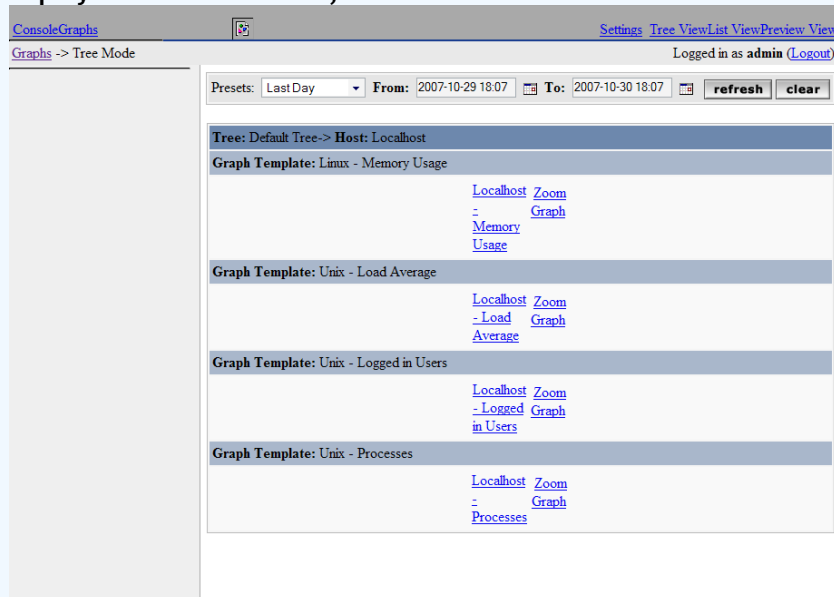 ConsoleGraphs Settings Tree ViewList ViewPreview View
Graphs -> Tree Mode Logged in as admin (Logout)
Presets: Last Day From: 2007-10-29 18:07 To: 2007-10-30 18:07 refresh clear
Tree: Default Tree-> Host: Localhost
Graph Template: Linux - Memory Usage
Localhost Zoom
- Graph
Memory
Usage
Graph Template: Unix - Load Average
Localhost Zoom
- Load Graph
Average
Graph Template: Unix - Logged in Users
Localhost Zoom
- Logged Graph
in Users
Graph Template: Unix - Processes
Localhost Zoom
- Graph
Processes